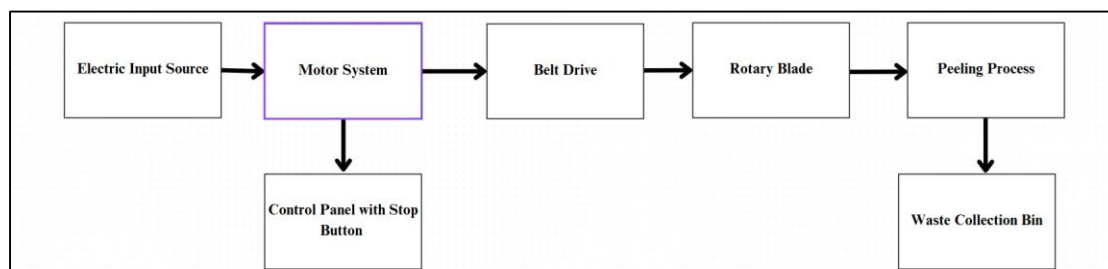 Electric Input Source
Motor System
Belt Drive
Rotary Blade
Peeling Process
Control Panel with Stop
Button
Waste Collection Bin